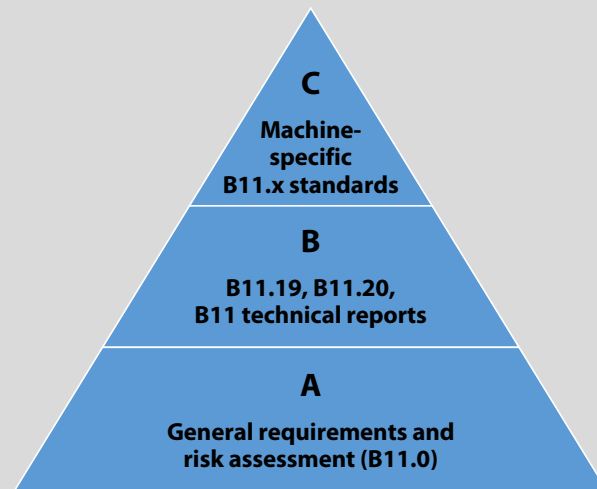 C
Machine-
specific
B11.x standards
B
B11.19, B11.20,
B11 technical reports
A
General requirements and
risk assessment (B11.0)